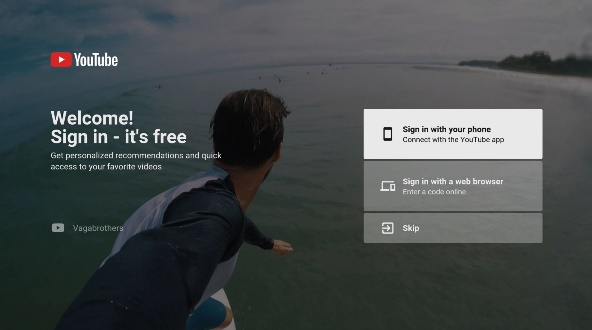 YouTube
Welcome!
Sign in - it's free
Get personalized recommendations and quick
access to your favorite videos
Vagabrothers
Sign in with your phone
Connect with the YouTube app
Sign in with a web browser
Enter a code online
Skip